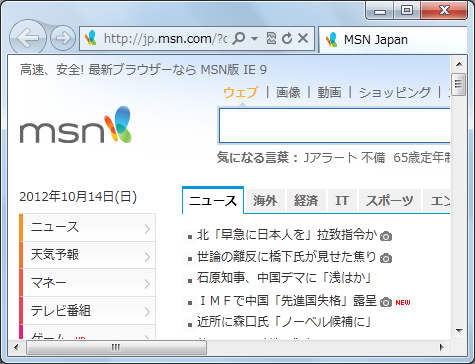 http://jp.msn.com/?c
MSN Japan
高速、安全! 最新ブラウザーなら MSN版 IE 9
ウェブ | 画像 | 動画 | ショッピング |
msn
気になる言葉 : Jアラート 不備 65歳定年制
2012年10月14日(日)
ニュース 海外 経済 IT スポーツ エン
ニュース
天気予報
マネー
テレビ番組
ゲーム
北「早急に日本人を」拉致指令か
世論の離反に橋下氏が見せた焦り
石原知事、中国デマに「浅はか」
ＩＭＦで中国「先進国失格」露呈 NEW
近所に森口氏「ノーベル候補に」